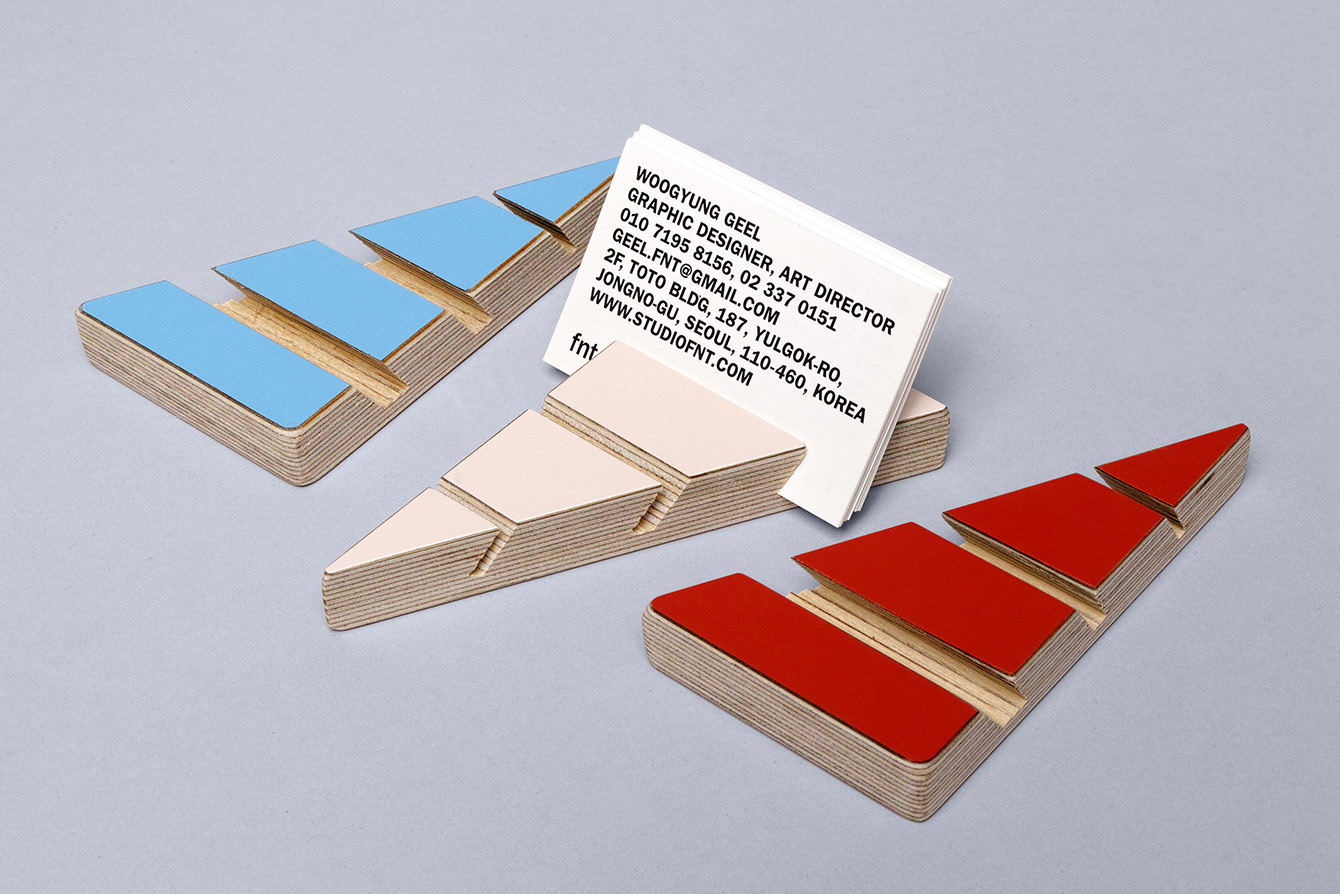 WOOGYUNG GEEL
GRAPHIC DESIGNER, ART DIRECTOR
010 7195 8156, 02 337 0151
GEEL.FNT@GMAIL.COM
2F, TOTO BLDG, 187, YULGOK-RO,
JONGNO-GU, SEOUL, 110-460, KOREA
WWW.STUDIOFNT.COM
fnt